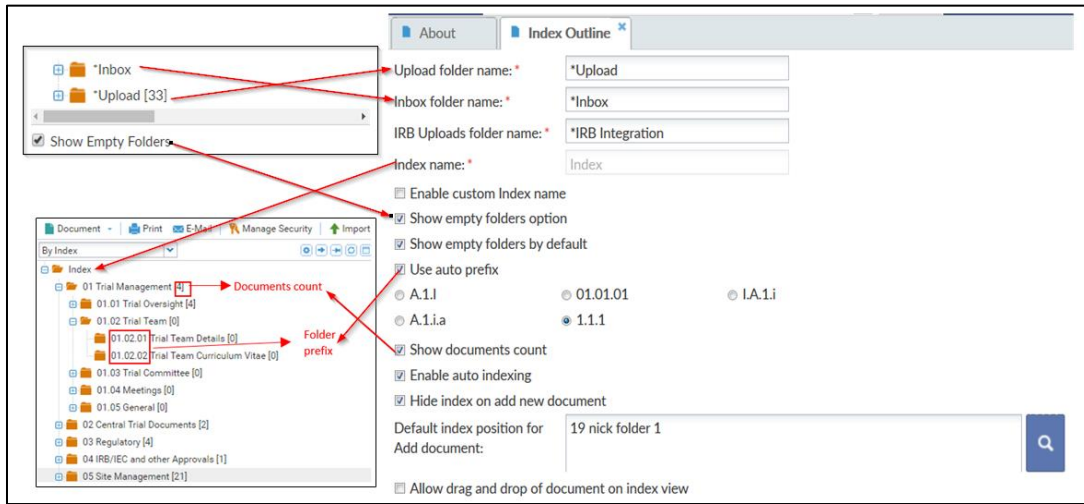 *Inbox
*Upload [33]
Show Empty Folders
Document
Print
E-Mail
Manage Security
Import
By Index
Index
01 Trial Management [4]
Documents count
01.01 Trial Oversight [4]
01.02 Trial Team [0]
01.02.01 Trial Team Details [0]
01.02.02 Trial Team Curriculum Vitae [0]
Folder
prefix
01.03 Trial Committee [0]
01.04 Meetings [0]
01.05 General [0]
02 Central Trial Documents [2]
03 Regulatory [4]
04 IRB/IEC and other Approvals [1]
05 Site Management [21]
About
Index Outline
Upload folder name: * *Upload
Inbox folder name: * *Inbox
IRB Uploads folder name: * *IRB Integration
Index name: * Index
Enable custom Index name
Show empty folders option
Show empty folders by default
Use auto prefix
A.1.I 01.01.01 I.A.1.i
A.1.i.a 1.1.1
Show documents count
Enable auto indexing
Hide index on add new document
Default index position for
Add document:
19 nick folder 1
Allow drag and drop of document on index view